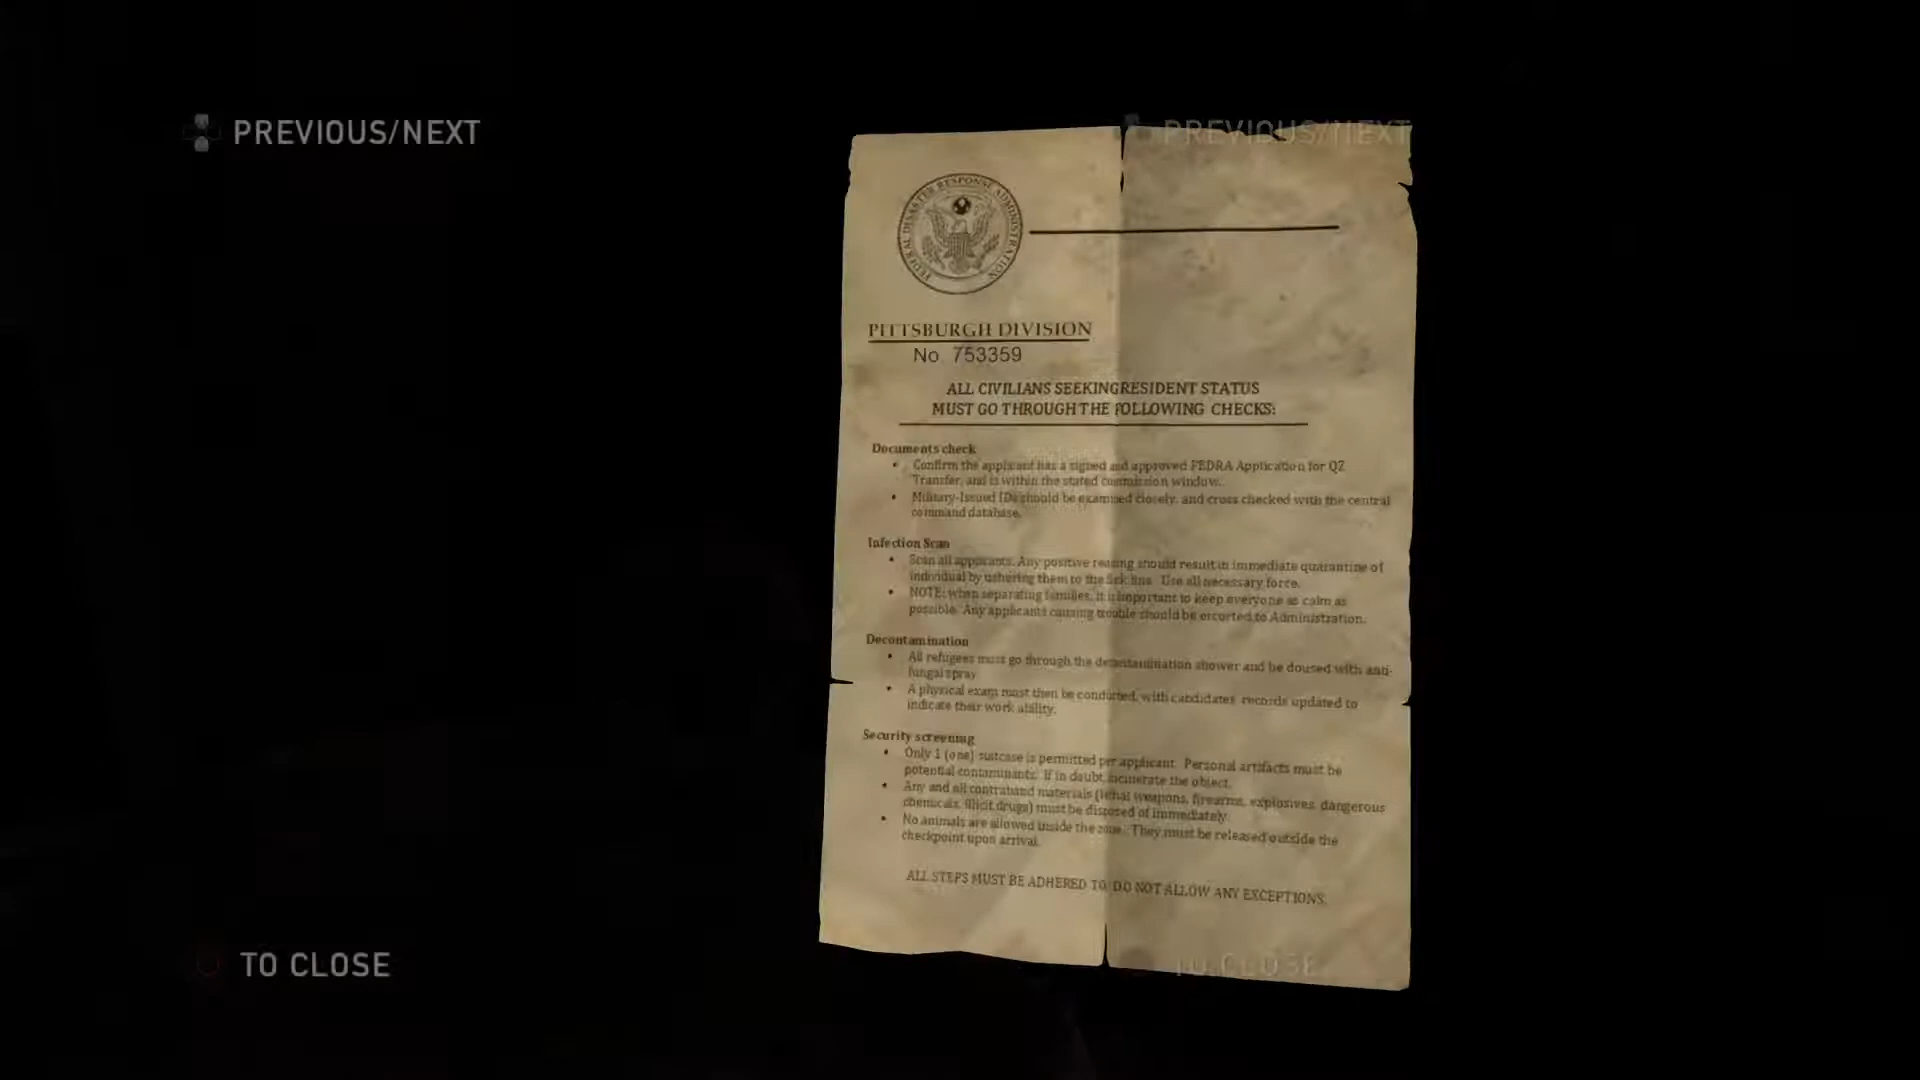 PREVIOUS/NEXT
PREVIOUS/NEXT
FEDERAL DISASTER RESPONSE ADMINISTRATION
PITTSBURGH DIVISION
No. 753359
ALL CIVILIANS SEEKING RESIDENT STATUS
MUST GO THROUGH THE FOLLOWING CHECKS:
Documents check
• Confirm the applicant has a signed and approved FEDRA Application for QZ
Transfer, and is within the stated commission window.
• Military-Issued IDs should be examined closely, and cross checked with the central
command database.
Infection Scan
• Scan all applicants. Any positive reading should result in immediate quarantine of
individual by ushering them to the Sick line. Use all necessary force.
• NOTE: when separating families, it is important to keep everyone as calm as
possible. Any applicants causing trouble should be escorted to Administration.
Decontamination
• All refugees must go through the decontamination shower and be doused with anti-
fungal spray
• A physical exam must then be conducted, with candidates records updated to
indicate their work ability.
Security screening
• Only 1 (one) suitcase is permitted per applicant. Personal artifacts must be
potential contaminants. If in doubt, incinerate the object.
• Any and all contraband materials (lethal weapons, firearms, explosives, dangerous
chemicals, illicit drugs) must be disposed of immediately.
• No animals are allowed inside the zone. They must be released outside the
checkpoint upon arrival.
ALL STEPS MUST BE ADHERED TO. DO NOT ALLOW ANY EXCEPTIONS.
TO CLOSE
TO CLOSE